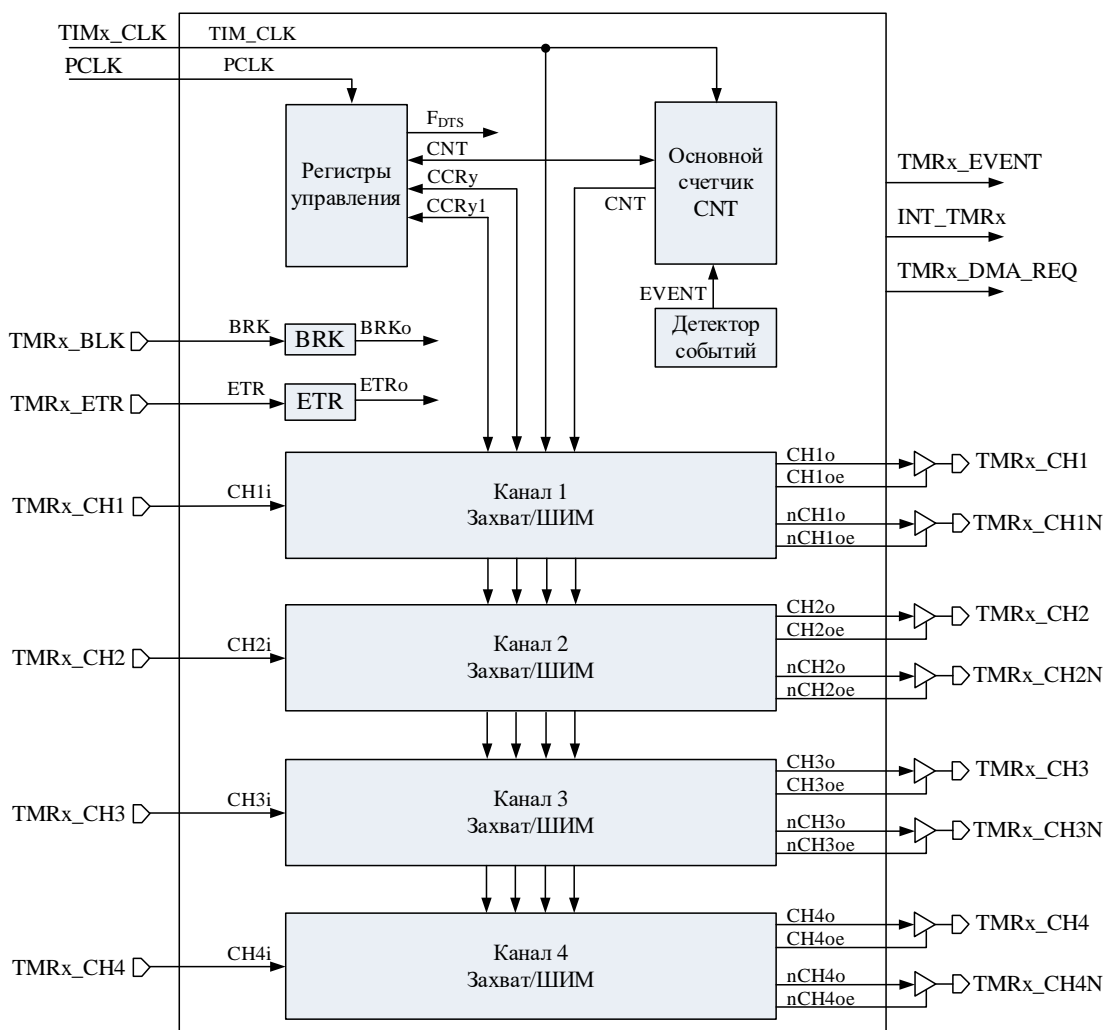 TIMx_CLK
TIM_CLK
PCLK
PCLK
Регистры
управления
FDTS
CNT
CCRy
CCRy1
CNT
Основной
счетчик
CNT
EVENT
Детектор
событий
TMRx_EVENT
INT_TMRx
TMRx_DMA_REQ
TMRx_BLK
BRK
BRK
BRKo
TMRx_ETR
ETR
ETR
ETRo
TMRx_CH1
CH1i
Канал 1
Захват/ШИМ
CH1o
CH1oe
nCH1o
nCH1oe
TMRx_CH1
TMRx_CH1N
TMRx_CH2
CH2i
Канал 2
Захват/ШИМ
CH2o
CH2oe
nCH2o
nCH2oe
TMRx_CH2
TMRx_CH2N
TMRx_CH3
CH3i
Канал 3
Захват/ШИМ
CH3o
CH3oe
nCH3o
nCH3oe
TMRx_CH3
TMRx_CH3N
TMRx_CH4
CH4i
Канал 4
Захват/ШИМ
CH4o
CH4oe
nCH4o
nCH4oe
TMRx_CH4
TMRx_CH4N